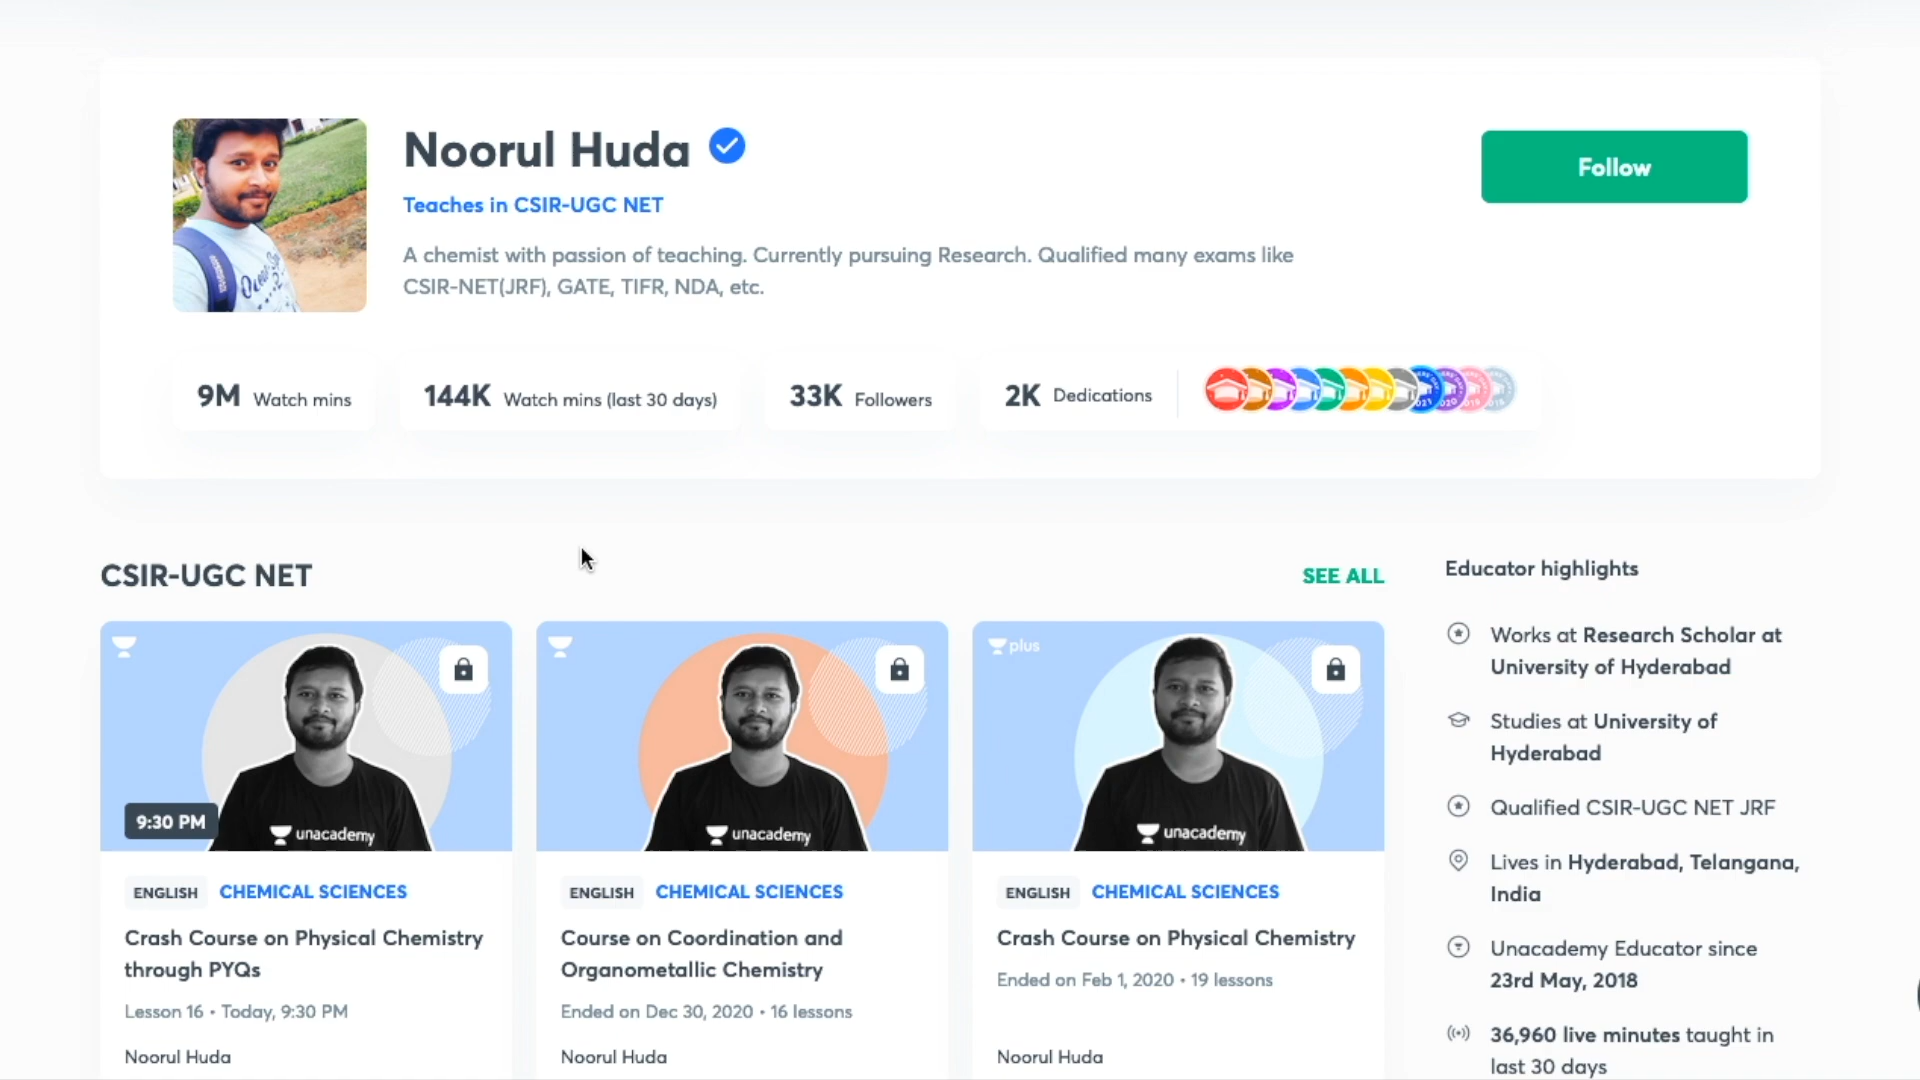 Noorul Huda
Teaches in CSIR-UGC NET
Follow
A chemist with passion of teaching. Currently pursuing Research. Qualified many exams like
CSIR-NET(JRF), GATE, TIFR, NDA, etc.
9M Watch mins
144K Watch mins (last 30 days)
33K Followers
2K Dedications
CSIR-UGC NET
SEE ALL
9:30 PM
unacademy
ENGLISH CHEMICAL SCIENCES
Crash Course on Physical Chemistry
through PYQs
Lesson 16 • Today, 9:30 PM
Noorul Huda
unacademy
ENGLISH CHEMICAL SCIENCES
Course on Coordination and
Organometallic Chemistry
Ended on Dec 30, 2020 • 16 lessons
Noorul Huda
plus
unacademy
ENGLISH CHEMICAL SCIENCES
Crash Course on Physical Chemistry
Ended on Feb 1, 2020 • 19 lessons
Noorul Huda
Educator highlights
Works at Research Scholar at
University of Hyderabad
Studies at University of
Hyderabad
Qualified CSIR-UGC NET JRF
Lives in Hyderabad, Telangana,
India
Unacademy Educator since
23rd May, 2018
36,960 live minutes taught in
last 30 days